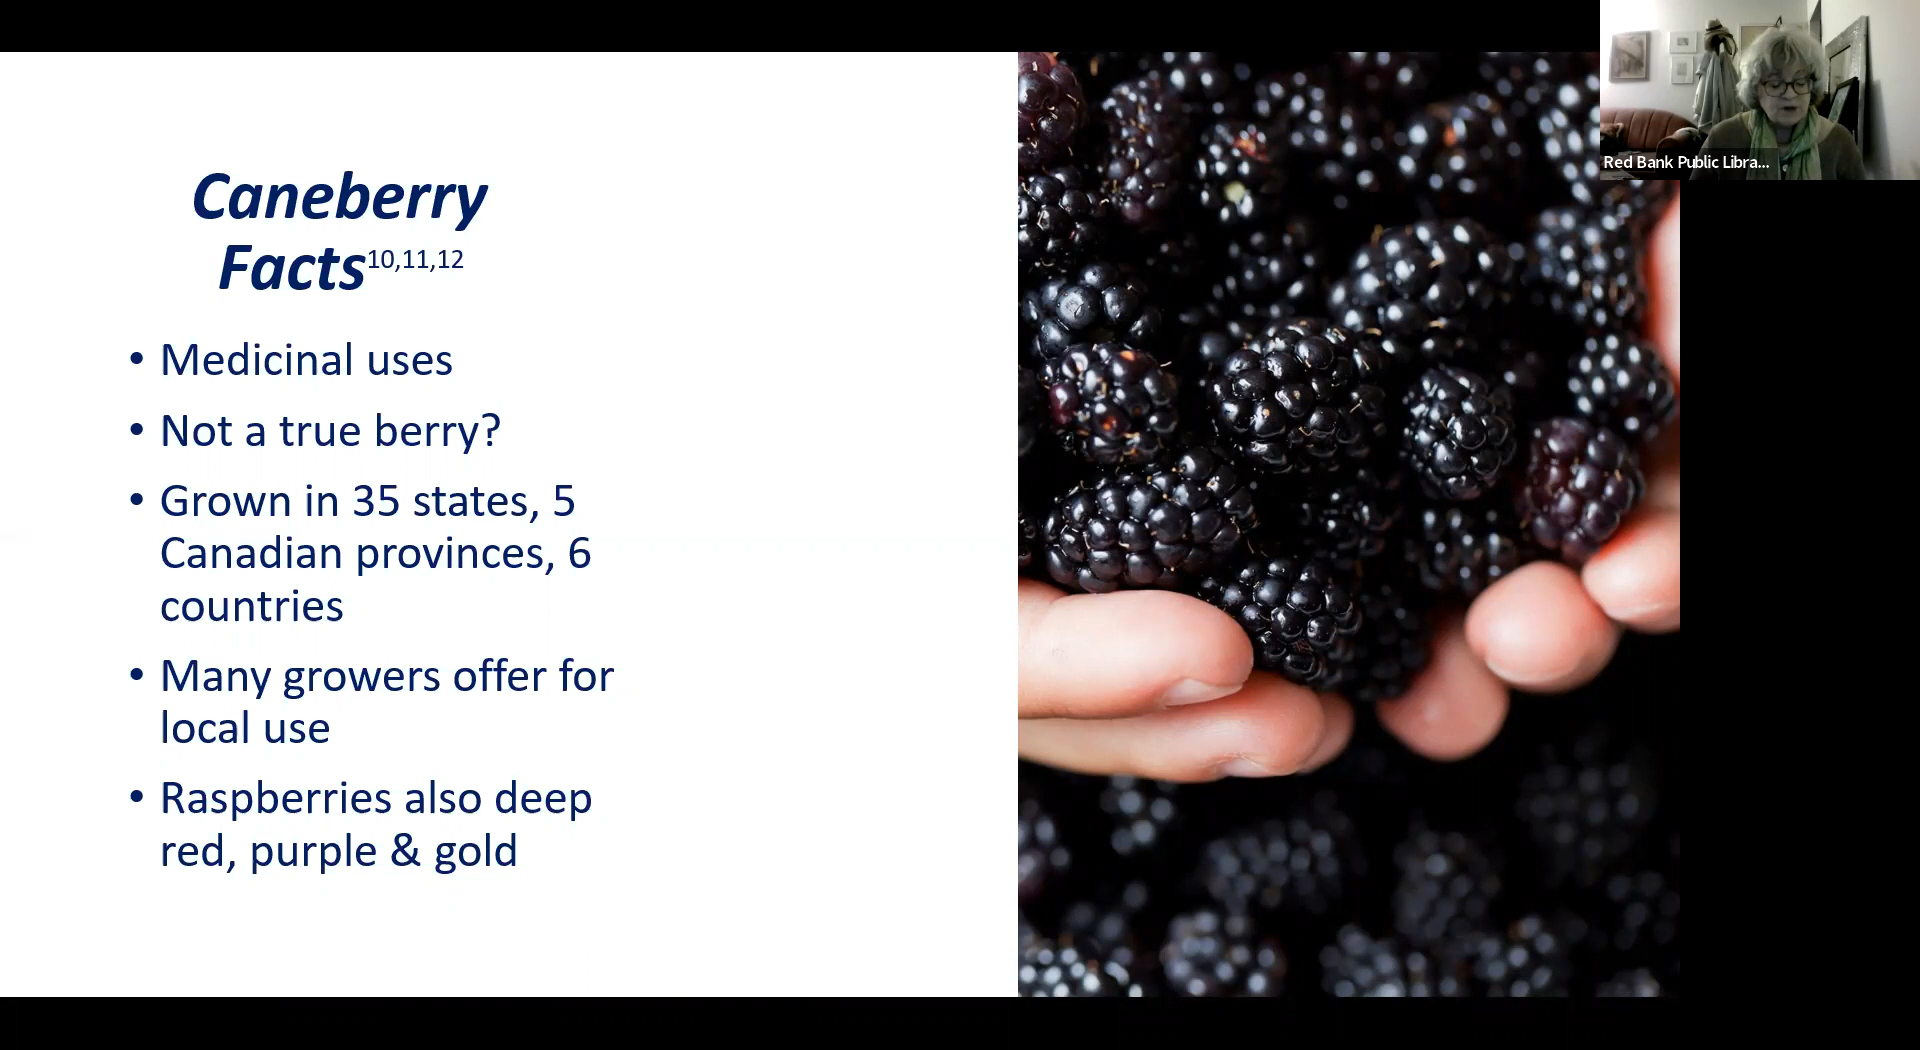 Caneberry
Facts10,11,12
• Medicinal uses
• Not a true berry?
• Grown in 35 states, 5
Canadian provinces, 6
countries
• Many growers offer for
local use
• Raspberries also deep
red, purple & gold
Red Bank Public Libra...